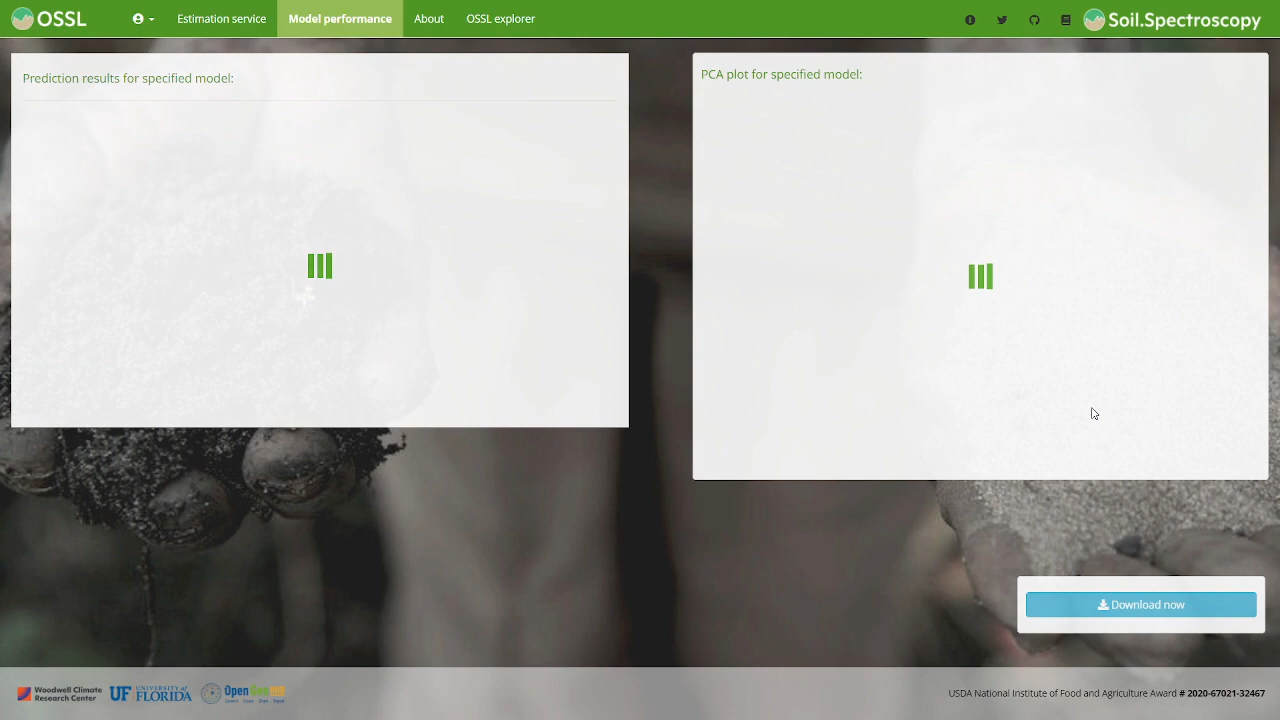 OSSL
Estimation service
Model performance
About
OSSL explorer
Soil.Spectroscopy
Prediction results for specified model:
PCA plot for specified model:
Download now
Woodwell Climate
Research Center
UF UNIVERSITY of
FLORIDA
OpenGeoHUB
USDA National Institute of Food and Agriculture Award # 2020-67021-32467